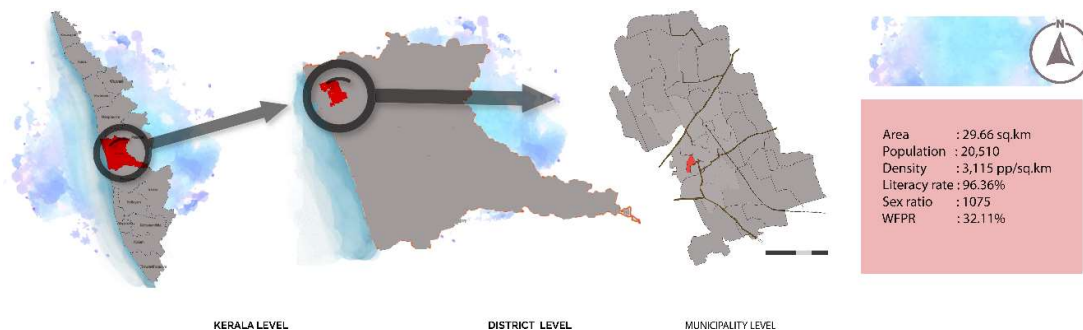 N
Area : 29.66 sq.km
Population : 20,510
Density : 3,115 pp/sq.km
Literacy rate : 96.36%
Sex ratio : 1075
WFPR : 32.11%
KERALA LEVEL
DISTRICT LEVEL
MUNICIPALITY LEVEL